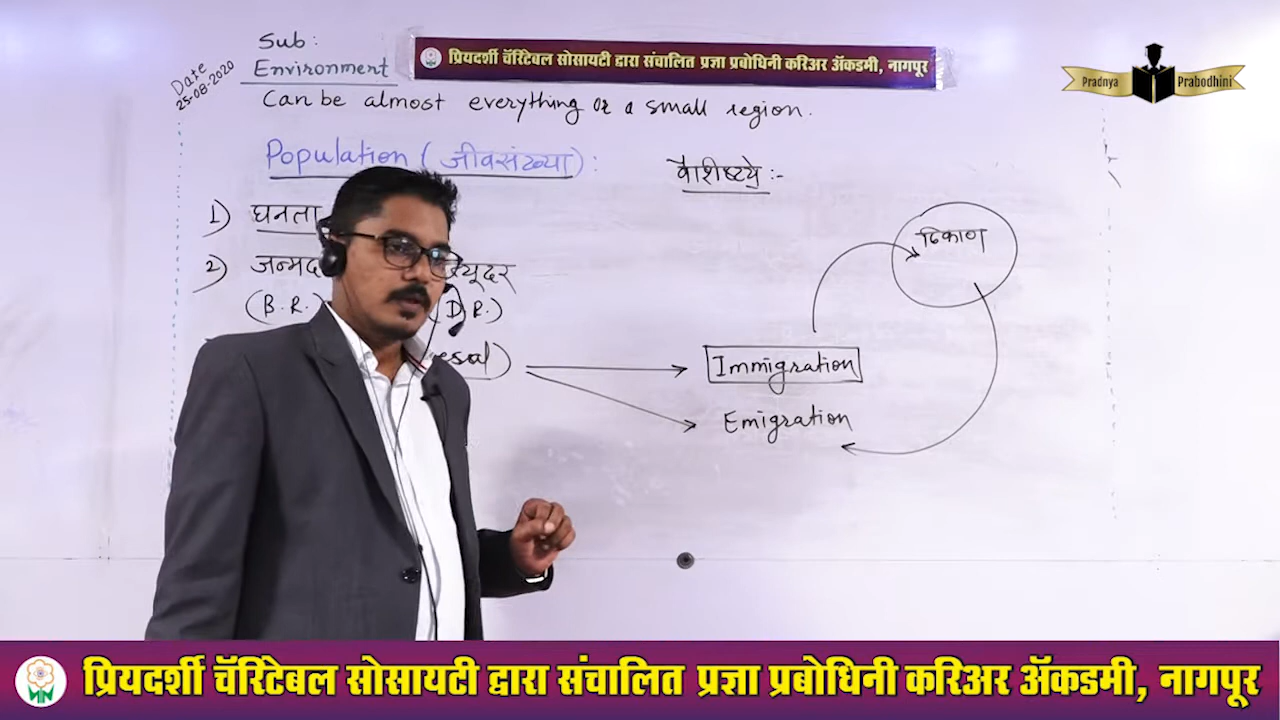 Sub:
Environment
Date
25-08-2020
प्रियदर्शी चॅरिटेबल सोसायटी द्वारा संचालित प्रज्ञा प्रबोधिनी करिअर ॲकडमी, नागपूर
Pradnya Prabodhini
Can be almost everything or a small region.
Population (जीवसंख्या):
वैशीष्ट्ये :-
1) घनता
2) जन्मद यूदर
(B.R.) (D.R.)
ठिकाण
Immigration
Emigration
प्रियदर्शी चॅरिटेबल सोसायटी द्वारा संचालित प्रज्ञा प्रबोधिनी करिअर ॲकडमी, नागपूर